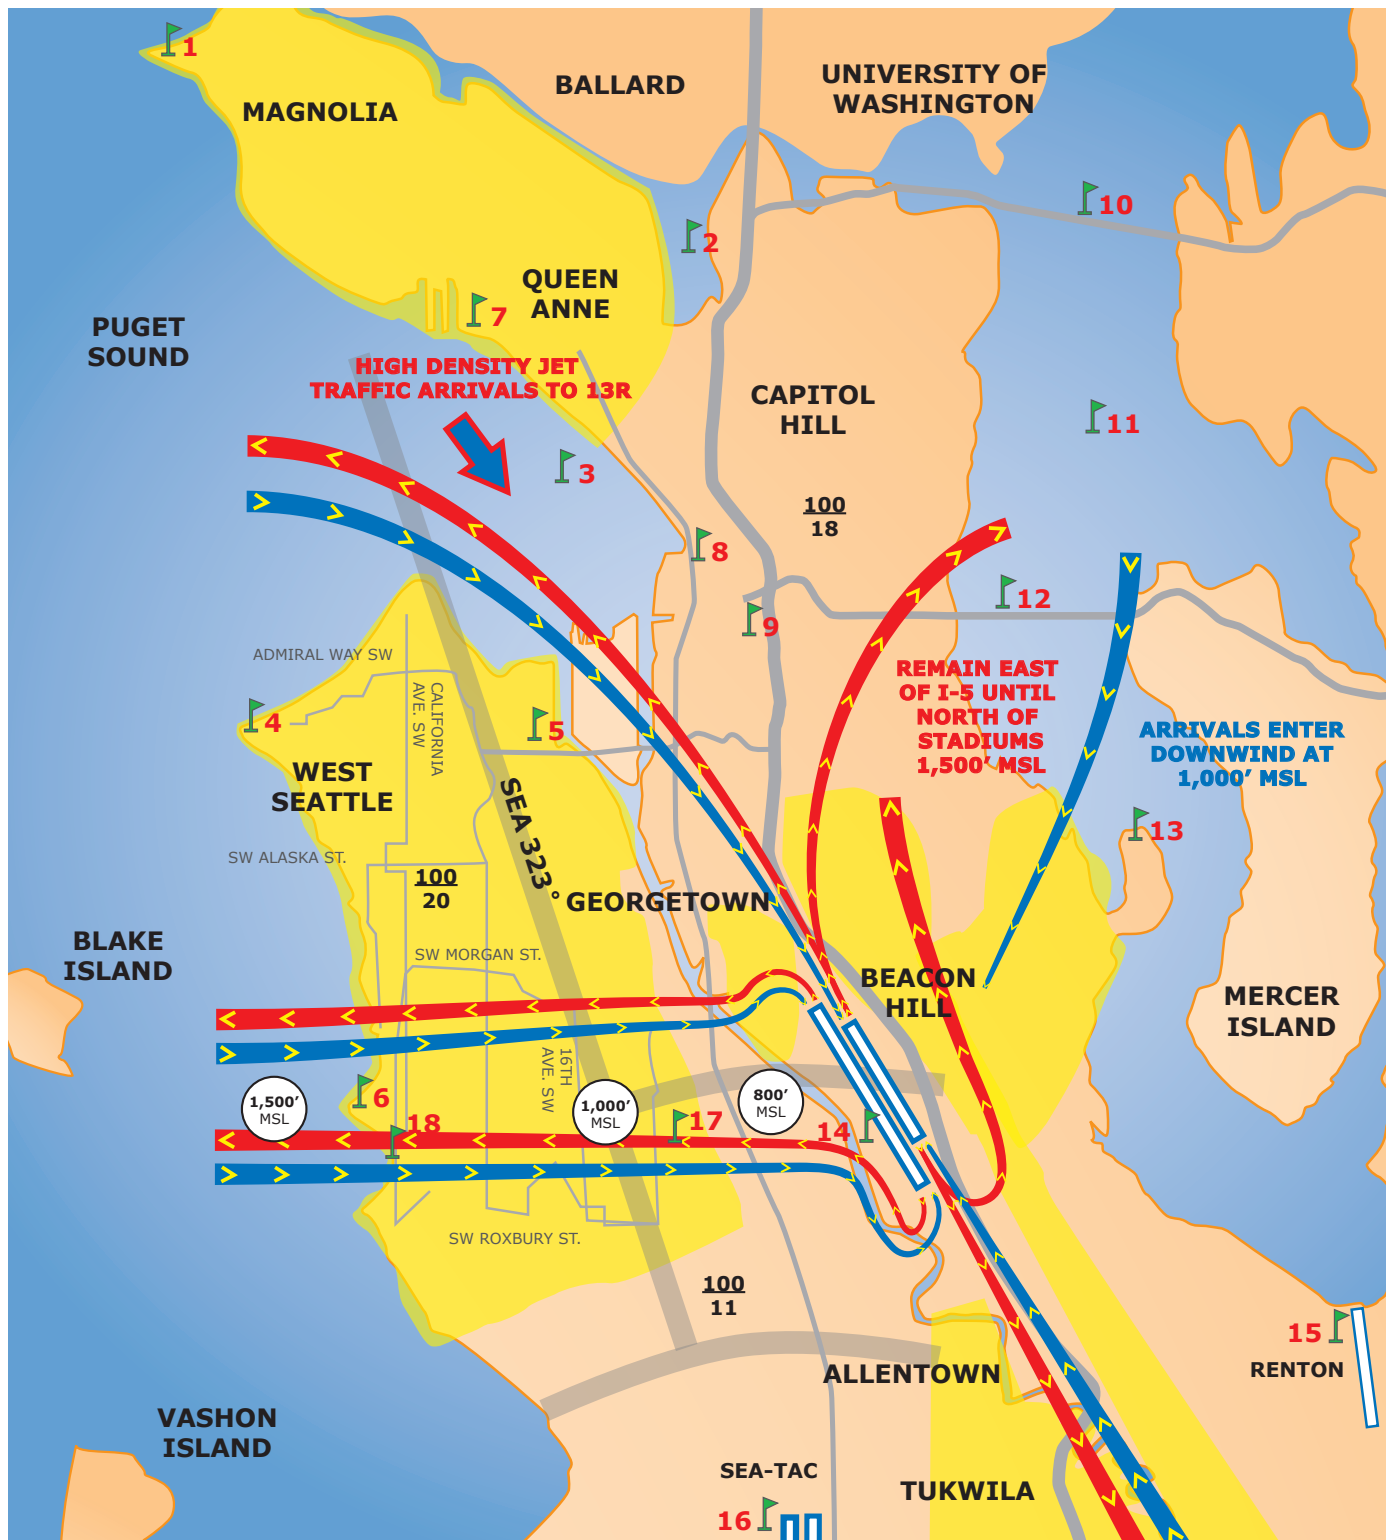 1
MAGNOLIA
BALLARD
UNIVERSITY OF
WASHINGTON
10
2
QUEEN
ANNE
7
PUGET
SOUND
HIGH DENSITY JET
TRAFFIC ARRIVALS TO 13R
CAPITOL
HILL
11
3
100
18
8
12
9
ADMIRAL WAY SW
CALIFORNIA
AVE. SW
REMAIN EAST
OF I-5 UNTIL
NORTH OF
STADIUMS
1,500’ MSL
4
5
ARRIVALS ENTER
DOWNWIND AT
1,000’ MSL
WEST
SEATTLE
SEA 323°
13
SW ALASKA ST.
100
20
GEORGETOWN
BLAKE
ISLAND
SW MORGAN ST.
BEACON
HILL
MERCER
ISLAND
16TH
AVE. SW
6
1,500’
MSL
1,000’
MSL
800’
MSL
18
17
14
SW ROXBURY ST.
100
11
15
RENTON
ALLENTOWN
VASHON
ISLAND
SEA-TAC
TUKWILA
16